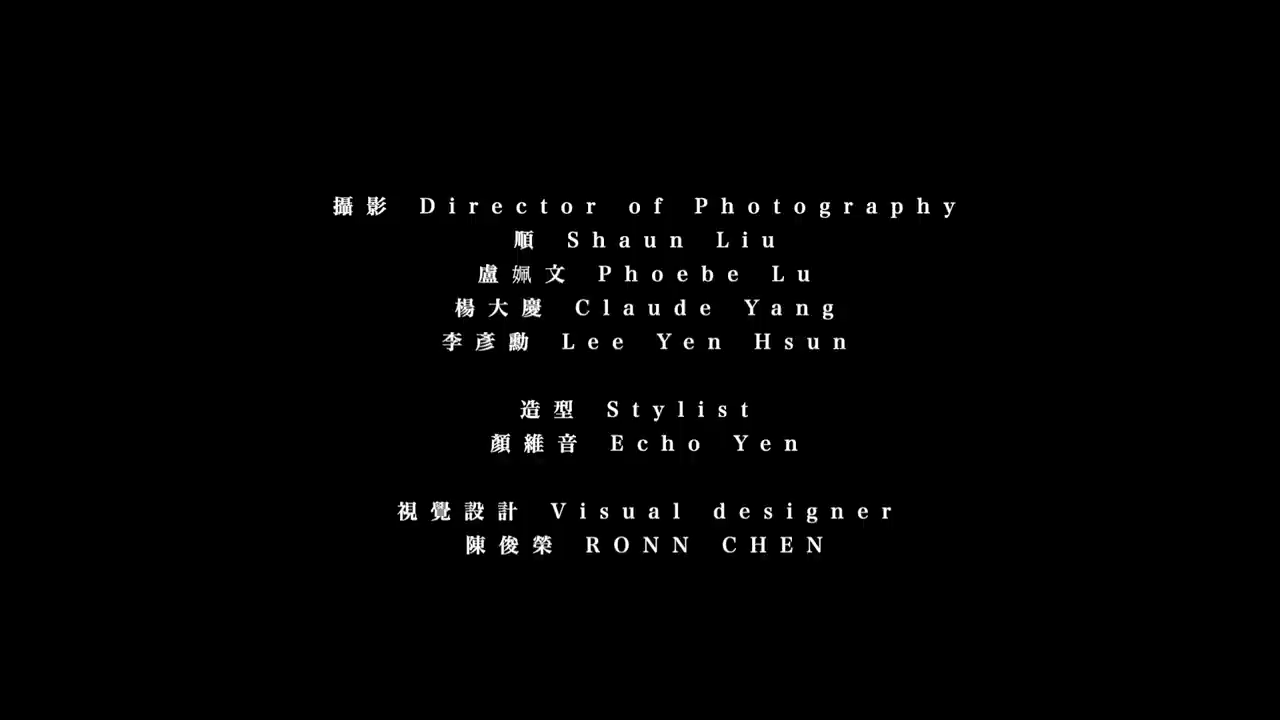 攝影 Director of Photography
順 Shaun Liu
盧姵文 Phoebe Lu
楊大慶 Claude Yang
李彥勳 Lee Yen Hsun
造型 Stylist
顏維音 Echo Yen
視覺設計 Visual designer
陳俊榮 RONN CHEN